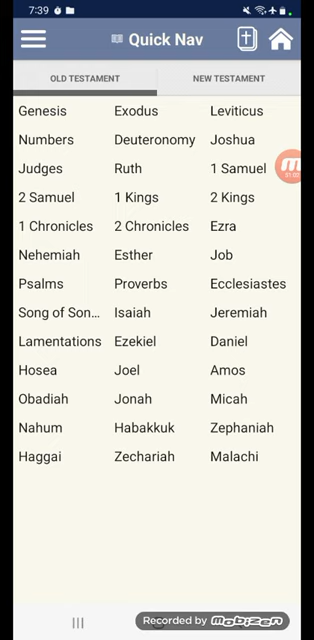 7:39
Quick Nav
OLD TESTAMENT NEW TESTAMENT
Genesis Exodus Leviticus
Numbers Deuteronomy Joshua
Judges Ruth 1 Samuel
2 Samuel 1 Kings 2 Kings
1 Chronicles 2 Chronicles Ezra
Nehemiah Esther Job
Psalms Proverbs Ecclesiastes
Song of Son... Isaiah Jeremiah
Lamentations Ezekiel Daniel
Hosea Joel Amos
Obadiah Jonah Micah
Nahum Habakkuk Zephaniah
Haggai Zechariah Malachi
Recorded by mobizen